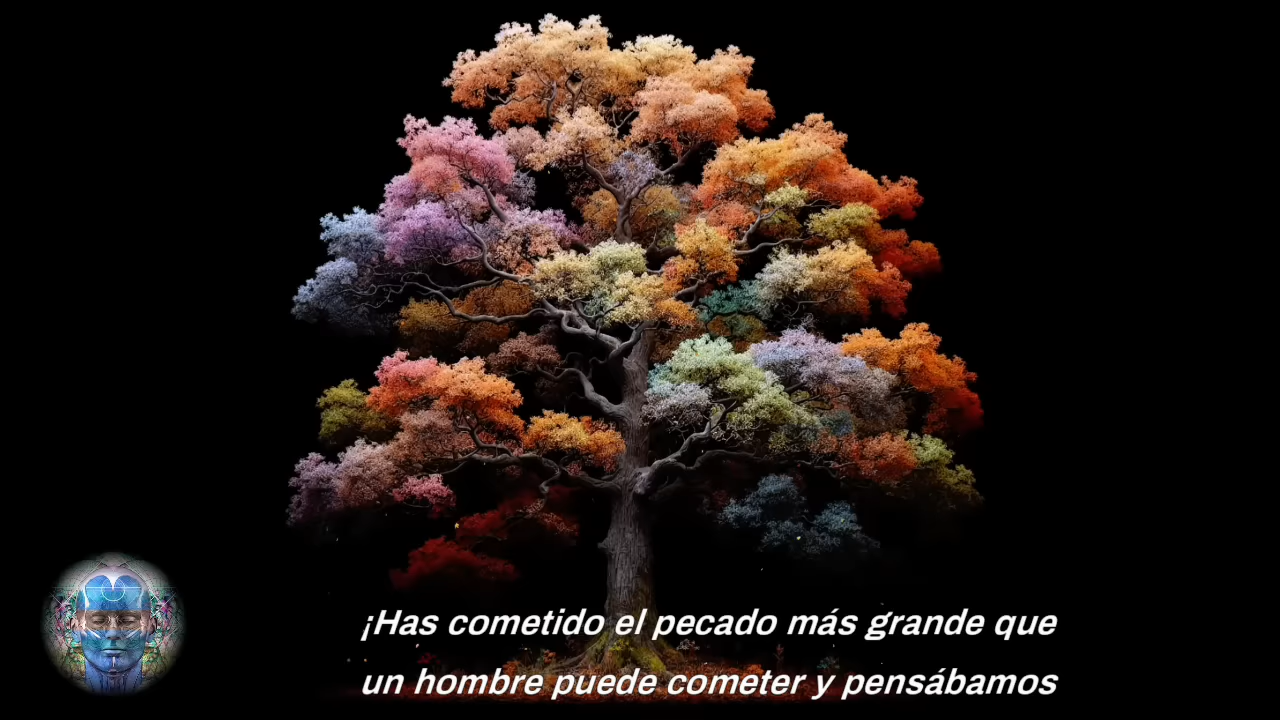 ¡Has cometido el pecado más grande que
un hombre puede cometer y pensábamos